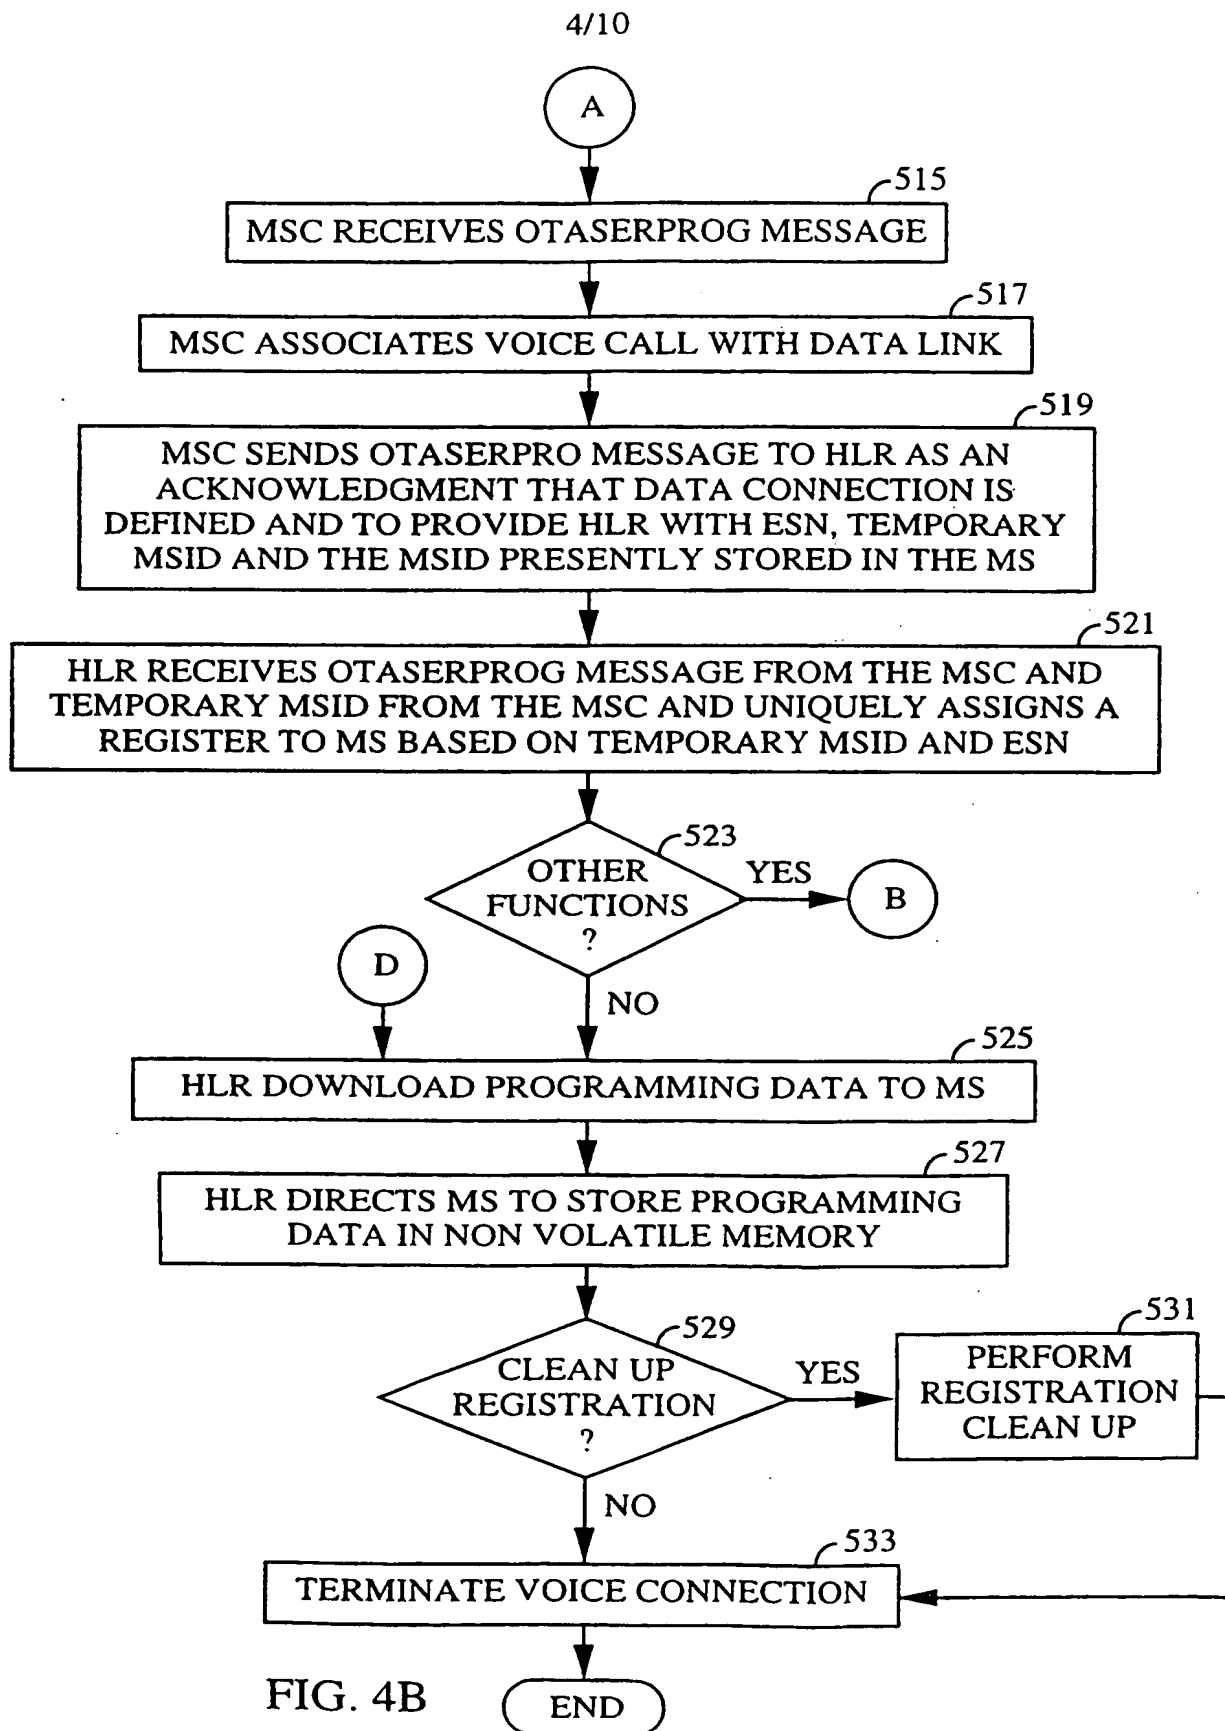 4/10
A
515
MSC RECEIVES OTASERPROG MESSAGE
517
MSC ASSOCIATES VOICE CALL WITH DATA LINK
519
MSC SENDS OTASERPRO MESSAGE TO HLR AS AN
ACKNOWLEDGMENT THAT DATA CONNECTION IS
DEFINED AND TO PROVIDE HLR WITH ESN, TEMPORARY
MSID AND THE MSID PRESENTLY STORED IN THE MS
521
HLR RECEIVES OTASERPROG MESSAGE FROM THE MSC AND
TEMPORARY MSID FROM THE MSC AND UNIQUELY ASSIGNS A
REGISTER TO MS BASED ON TEMPORARY MSID AND ESN
523
OTHER
FUNCTIONS
?
YES
B
D
NO
525
HLR DOWNLOAD PROGRAMMING DATA TO MS
527
HLR DIRECTS MS TO STORE PROGRAMMING
DATA IN NON VOLATILE MEMORY
529
CLEAN UP
REGISTRATION
?
YES
531
PERFORM
REGISTRATION
CLEAN UP
NO
533
TERMINATE VOICE CONNECTION
FIG. 4B
END